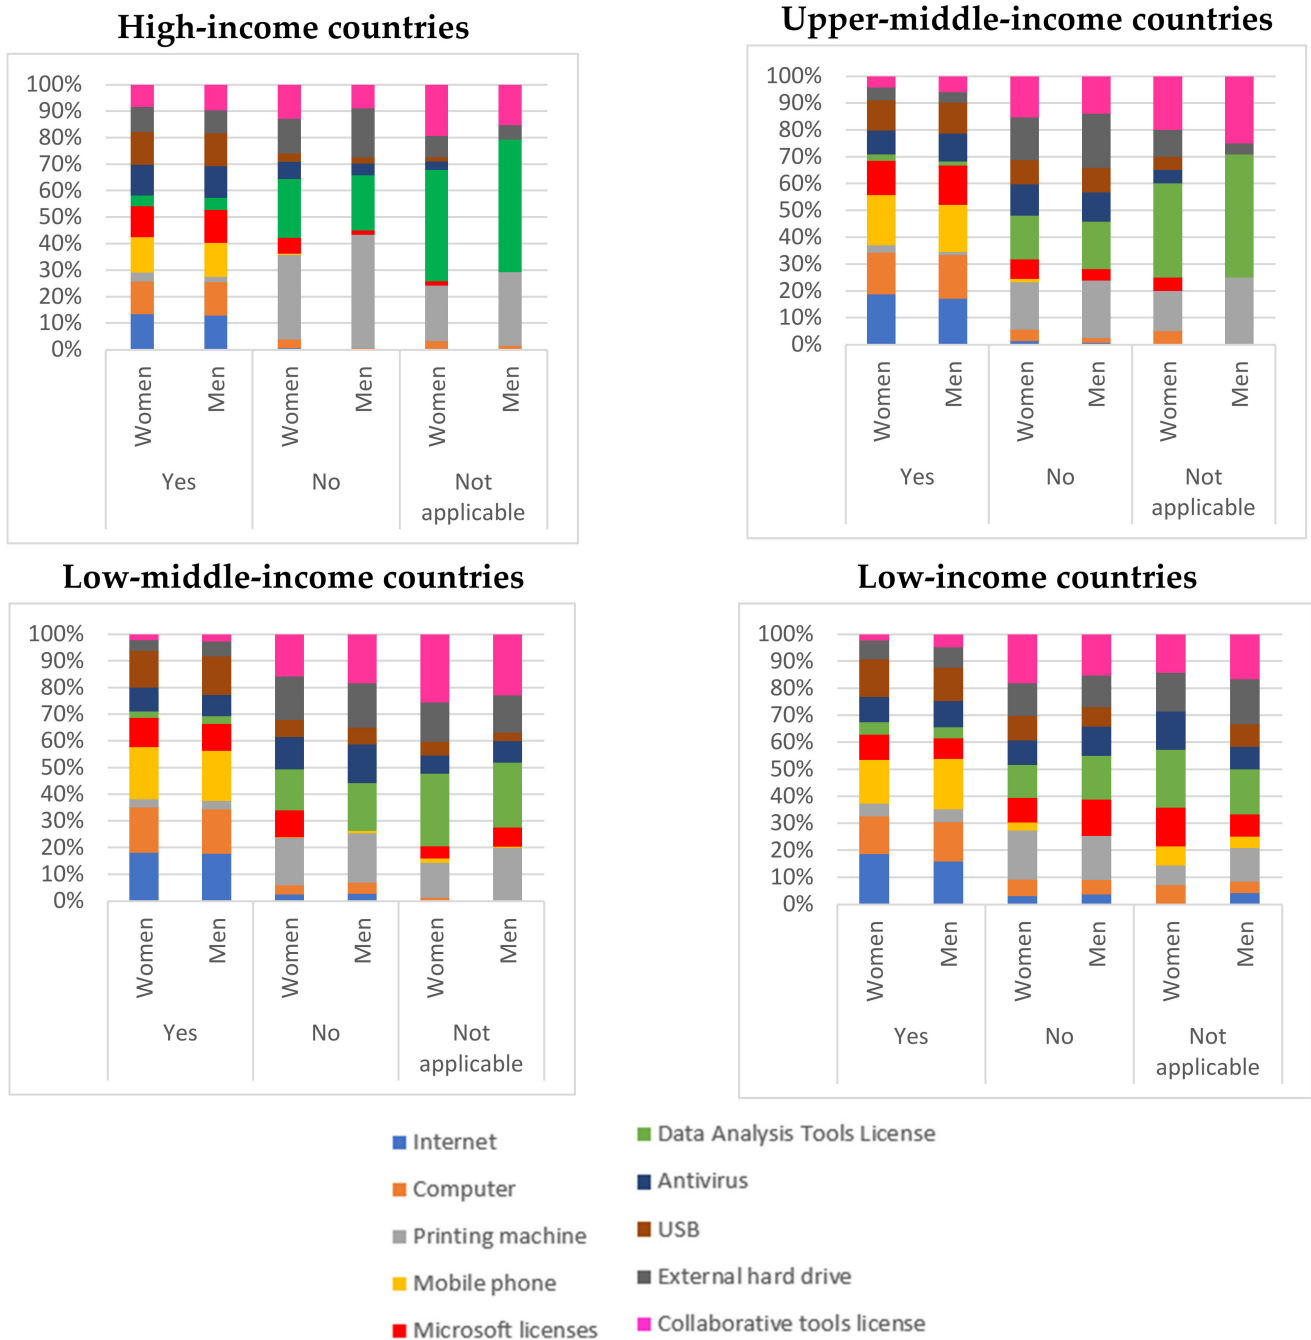 High-income countries
100%
90%
80%
70%
60%
50%
40%
30%
20%
10%
0%
Women
Men
Women
Men
Women
Men
Yes
No
Not
applicable
Upper-middle-income countries
100%
90%
80%
70%
60%
50%
40%
30%
20%
10%
0%
Women
Men
Women
Men
Women
Men
Yes
No
Not
applicable
Low-middle-income countries
100%
90%
80%
70%
60%
50%
40%
30%
20%
10%
0%
Women
Men
Women
Men
Women
Men
Yes
No
Not
applicable
Low-income countries
100%
90%
80%
70%
60%
50%
40%
30%
20%
10%
0%
Women
Men
Women
Men
Women
Men
Yes
No
Not
applicable
Internet
Computer
Printing machine
Mobile phone
Microsoft licenses
Data Analysis Tools License
Antivirus
USB
External hard drive
Collaborative tools license